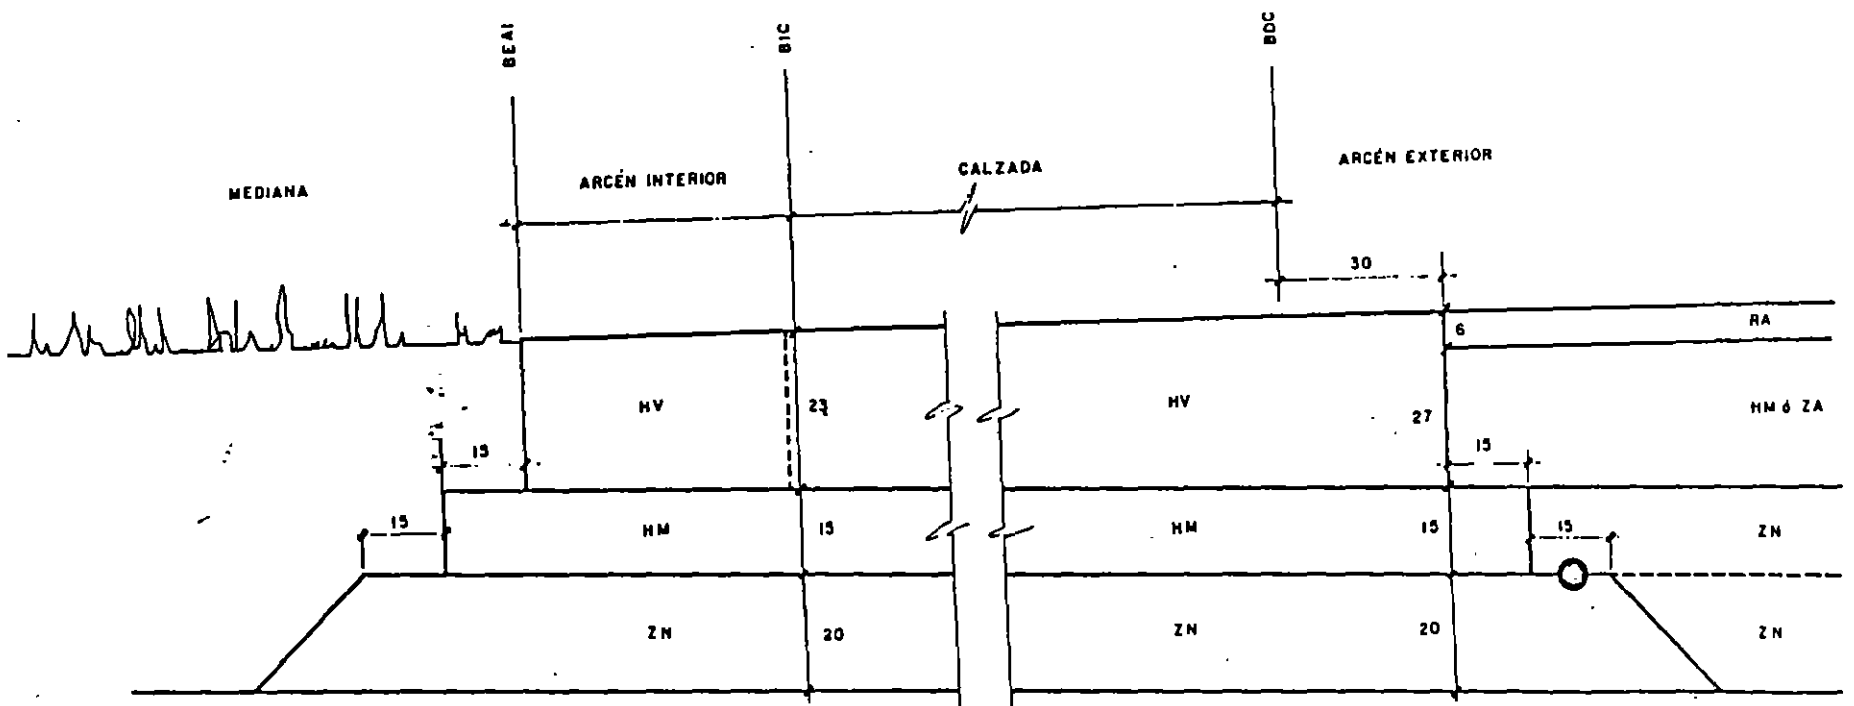 BEAI
BIC
BDC
MEDIANA
ARCÉN INTERIOR
CALZADA
ARCÉN EXTERIOR
30
6
RA
HV
23
HV
27
HM ó ZA
15
15
15
HM
15
HM
15
15
ZN
ZN
20
ZN
20
ZN